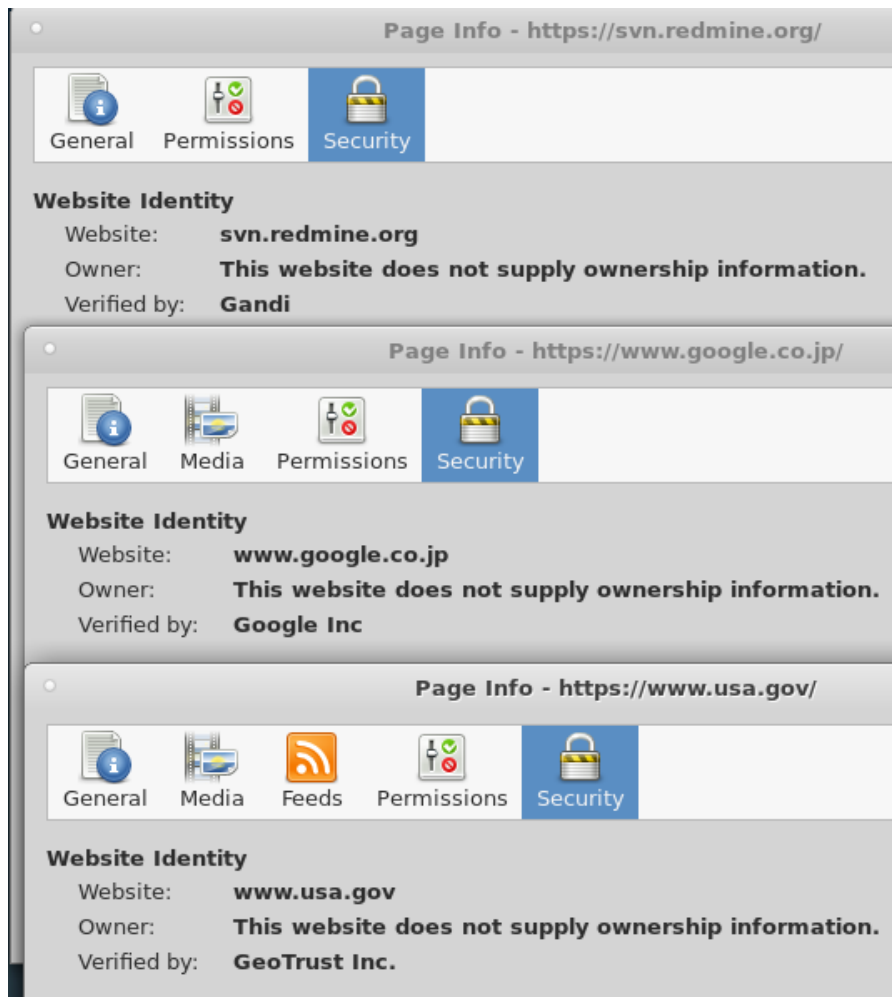 Page Info - https://svn.redmine.org/
General Permissions Security
Website Identity
Website: svn.redmine.org
Owner: This website does not supply ownership information.
Verified by: Gandi
Page Info - https://www.google.co.jp/
General Media Permissions Security
Website Identity
Website: www.google.co.jp
Owner: This website does not supply ownership information.
Verified by: Google Inc
Page Info - https://www.usa.gov/
General Media Feeds Permissions Security
Website Identity
Website: www.usa.gov
Owner: This website does not supply ownership information.
Verified by: GeoTrust Inc.